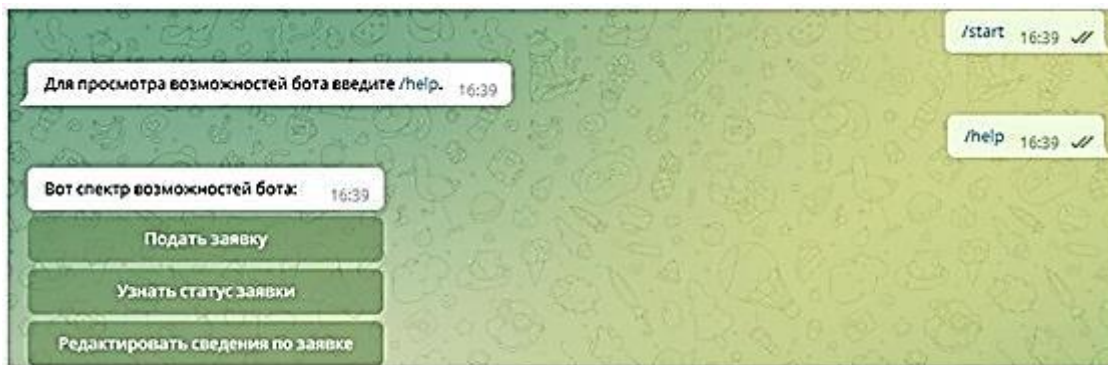 /start 16:39
Для просмотра возможностей бота введите /help. 16:39
/help 16:39
Вот спектр возможностей бота: 16:39
Подать заявку
Узнать статус заявки
Редактировать сведения по заявке